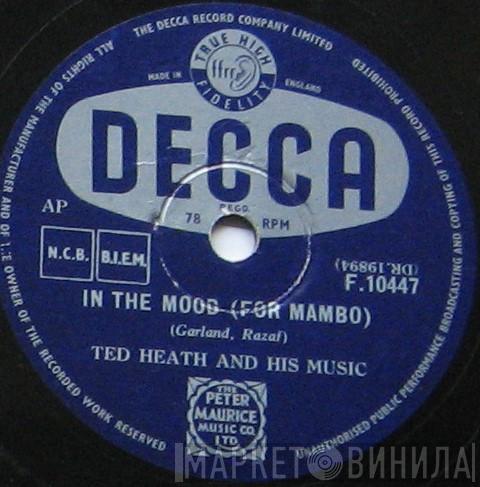 THE DECCA RECORD COMPANY LIMITED
ALL RIGHTS OF THE MANUFACTURER AND OF THE OWNER OF THE RECORDED WORK RESERVED
UNAUTHORISED PUBLIC PERFORMANCE BROADCASTING AND COPYING OF THIS RECORD PROHIBITED
TRUE HIGH
ffrr
FIDELITY
MADE IN
ENGLAND
DECCA
REGD.
78 RPM
AP
N.C.B.
B.I.E.M.
(DR.19894)
F.10447
IN THE MOOD (FOR MAMBO)
(Garland, Razaf)
TED HEATH AND HIS MUSIC
THE
PETER
MAURICE
MUSIC CO.
LTD
МАРКЕТ ВИНИЛА